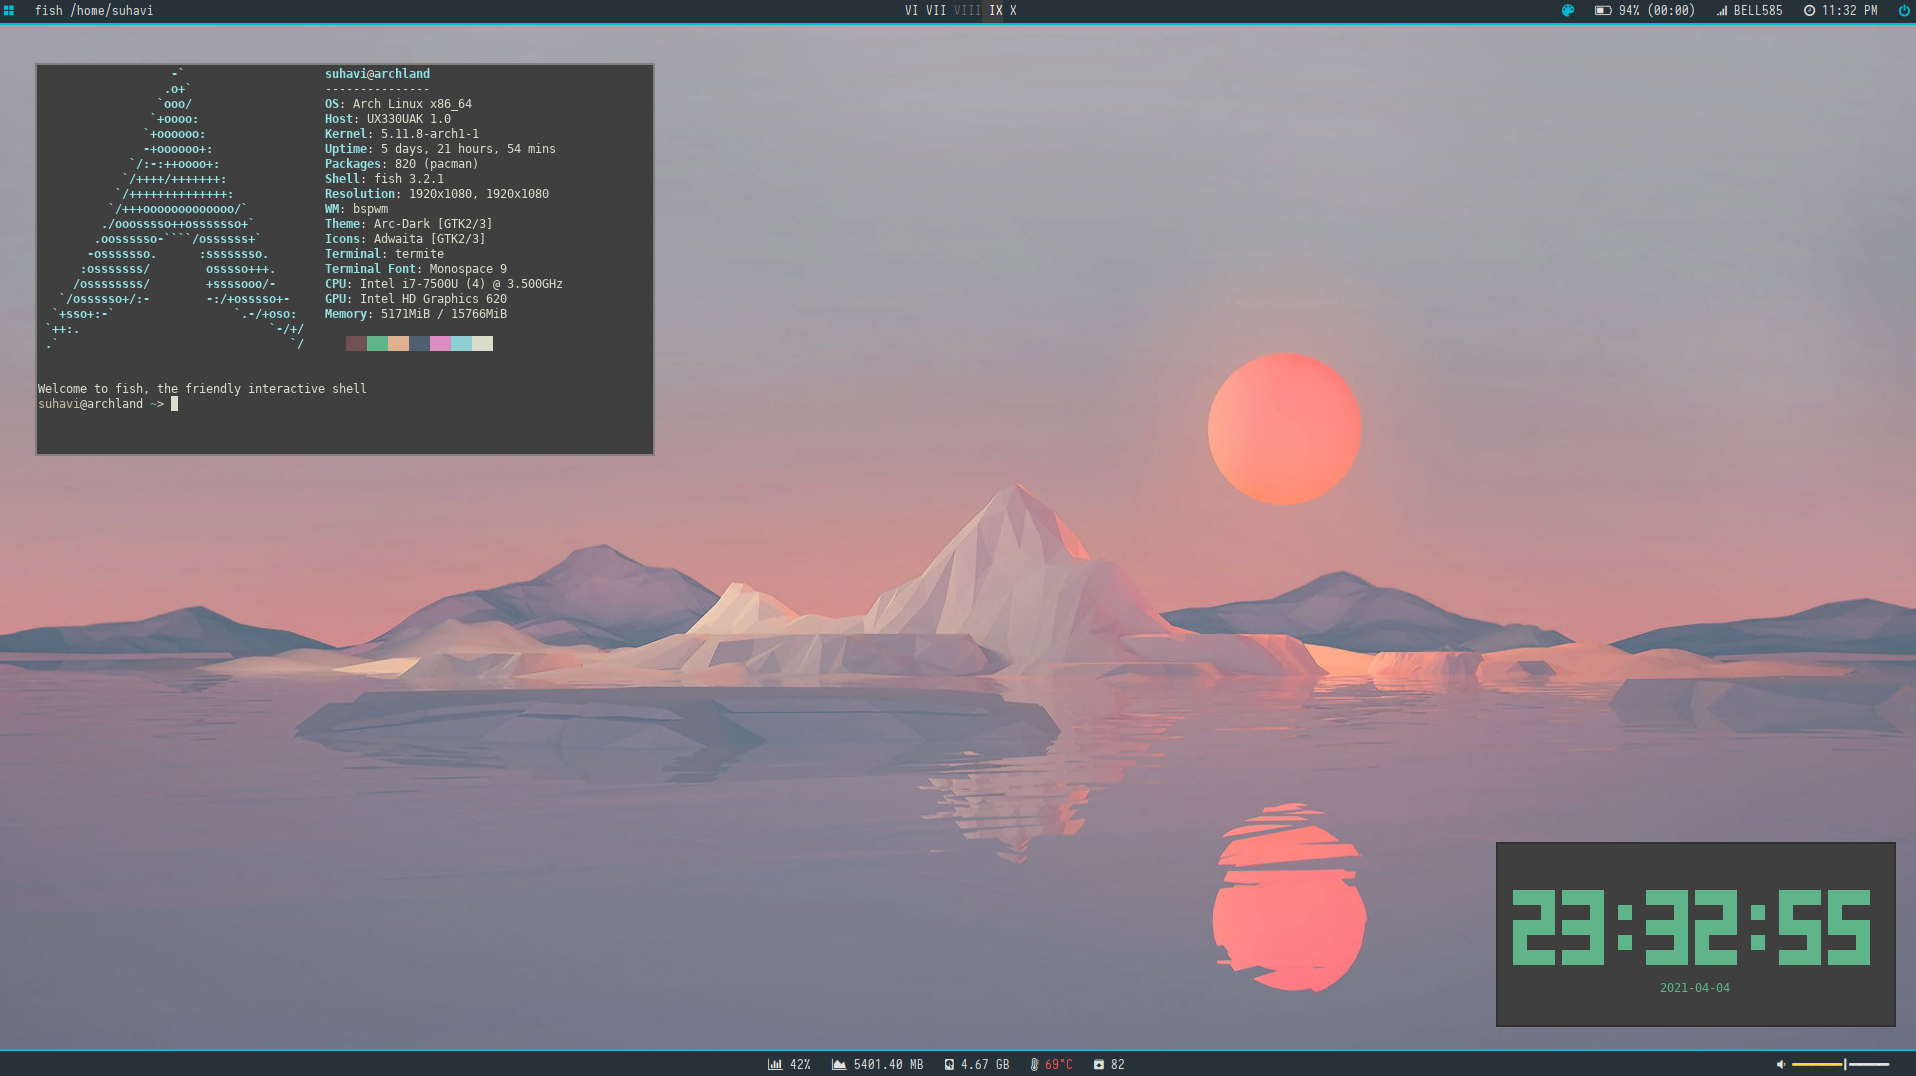 fish /home/suhavi
VI VII VIII IX X
94% (00:00) BELL585 11:32 PM
suhavi@archland
---------------
OS: Arch Linux x86_64
Host: UX330UAK 1.0
Kernel: 5.11.8-arch1-1
Uptime: 5 days, 21 hours, 54 mins
Packages: 820 (pacman)
Shell: fish 3.2.1
Resolution: 1920x1080, 1920x1080
WM: bspwm
Theme: Arc-Dark [GTK2/3]
Icons: Adwaita [GTK2/3]
Terminal: termite
Terminal Font: Monospace 9
CPU: Intel i7-7500U (4) @ 3.500GHz
GPU: Intel HD Graphics 620
Memory: 5171MiB / 15766MiB
Welcome to fish, the friendly interactive shell
suhavi@archland ~>
23:32:55
2021-04-04
42% 5401.40 MB 4.67 GB 69°C 82